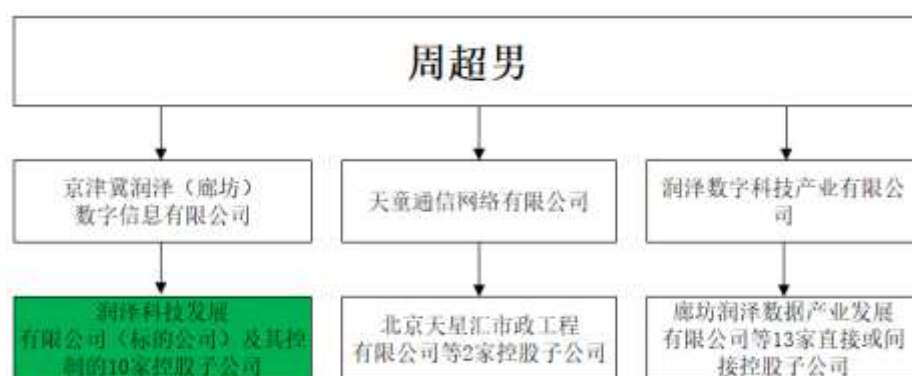 周超男
京津冀润泽（廊坊）
数字信息有限公司
天童通信网络有限公司
润泽数字科技产业有限公
司
润泽科技发展
有限公司（标的公司）及其控
制的10家控股子公司
北京天星汇市政工程
有限公司等2家控股子公司
廊坊润泽数据产业发展
有限公司等13家直接或间
接控股子公司